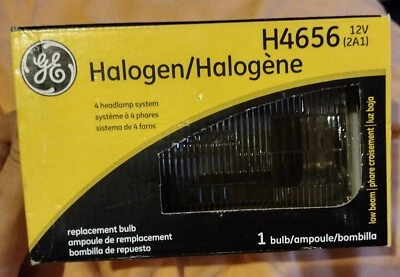 GE
H4656 12V
(2A1)
Halogen/Halogène
4 headlamp system
système à 4 phares
sistema de 4 faros
low beam | phare croisement | luz baja
replacement bulb
ampoule de remplacement
bombilla de repuesto
1 bulb/ampoule/bombilla